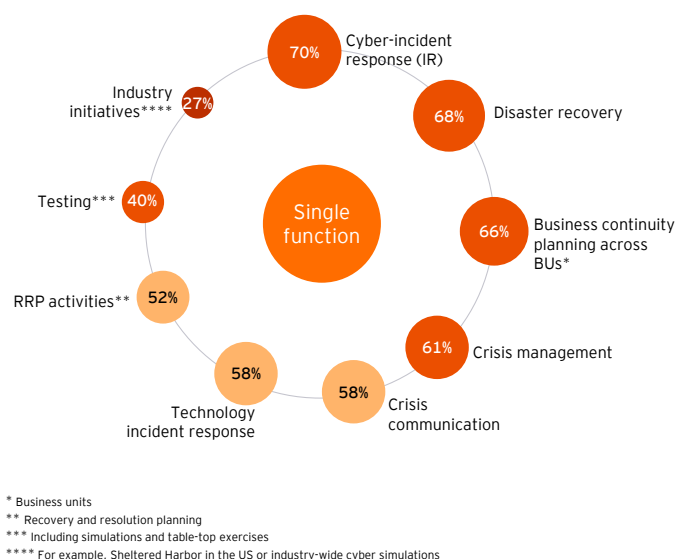 70%
Cyber-incident
response (IR)
68%
Disaster recovery
66%
Business continuity
planning across
BUs*
61%
Crisis management
58%
Crisis
communication
58%
Technology
incident response
52%
RRP activities**
40%
Testing***
27%
Industry
initiatives****
Single
function
* Business units
** Recovery and resolution planning
*** Including simulations and table-top exercises
**** For example, Sheltered Harbor in the US or industry-wide cyber simulations